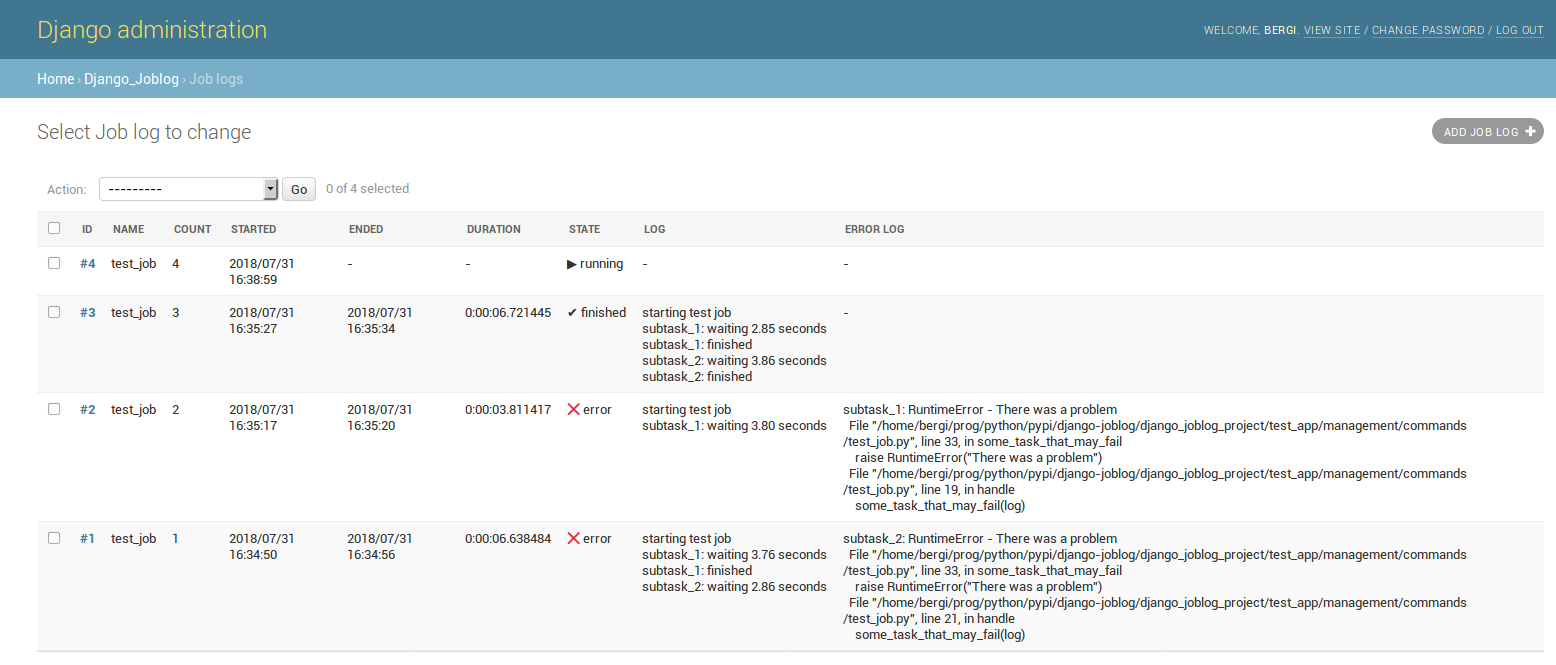 Django administration
WELCOME, BERGI. VIEW SITE / CHANGE PASSWORD / LOG OUT
Home › Django_Joblog › Job logs
Select Job log to change
ADD JOB LOG +
Action: --------- Go 0 of 4 selected
ID NAME COUNT STARTED ENDED DURATION STATE LOG ERROR LOG
#4 test_job 4 2018/07/31 - - ▶ running - -
16:38:59
#3 test_job 3 2018/07/31 2018/07/31 0:00:06.721445 ✔ finished starting test job -
16:35:27 16:35:34 subtask_1: waiting 2.85 seconds
subtask_1: finished
subtask_2: waiting 3.86 seconds
subtask_2: finished
#2 test_job 2 2018/07/31 2018/07/31 0:00:03.811417 ❌ error starting test job subtask_1: RuntimeError - There was a problem
16:35:17 16:35:20 subtask_1: waiting 3.80 seconds File "/home/bergi/prog/python/pypi/django-joblog/django_joblog_project/test_app/management/commands
/test_job.py", line 33, in some_task_that_may_fail
raise RuntimeError("There was a problem")
File "/home/bergi/prog/python/pypi/django-joblog/django_joblog_project/test_app/management/commands
/test_job.py", line 19, in handle
some_task_that_may_fail(log)
#1 test_job 1 2018/07/31 2018/07/31 0:00:06.638484 ❌ error starting test job subtask_2: RuntimeError - There was a problem
16:34:50 16:34:56 subtask_1: waiting 3.76 seconds File "/home/bergi/prog/python/pypi/django-joblog/django_joblog_project/test_app/management/commands
subtask_1: finished /test_job.py", line 33, in some_task_that_may_fail
subtask_2: waiting 2.86 seconds raise RuntimeError("There was a problem")
File "/home/bergi/prog/python/pypi/django-joblog/django_joblog_project/test_app/management/commands
/test_job.py", line 21, in handle
some_task_that_may_fail(log)